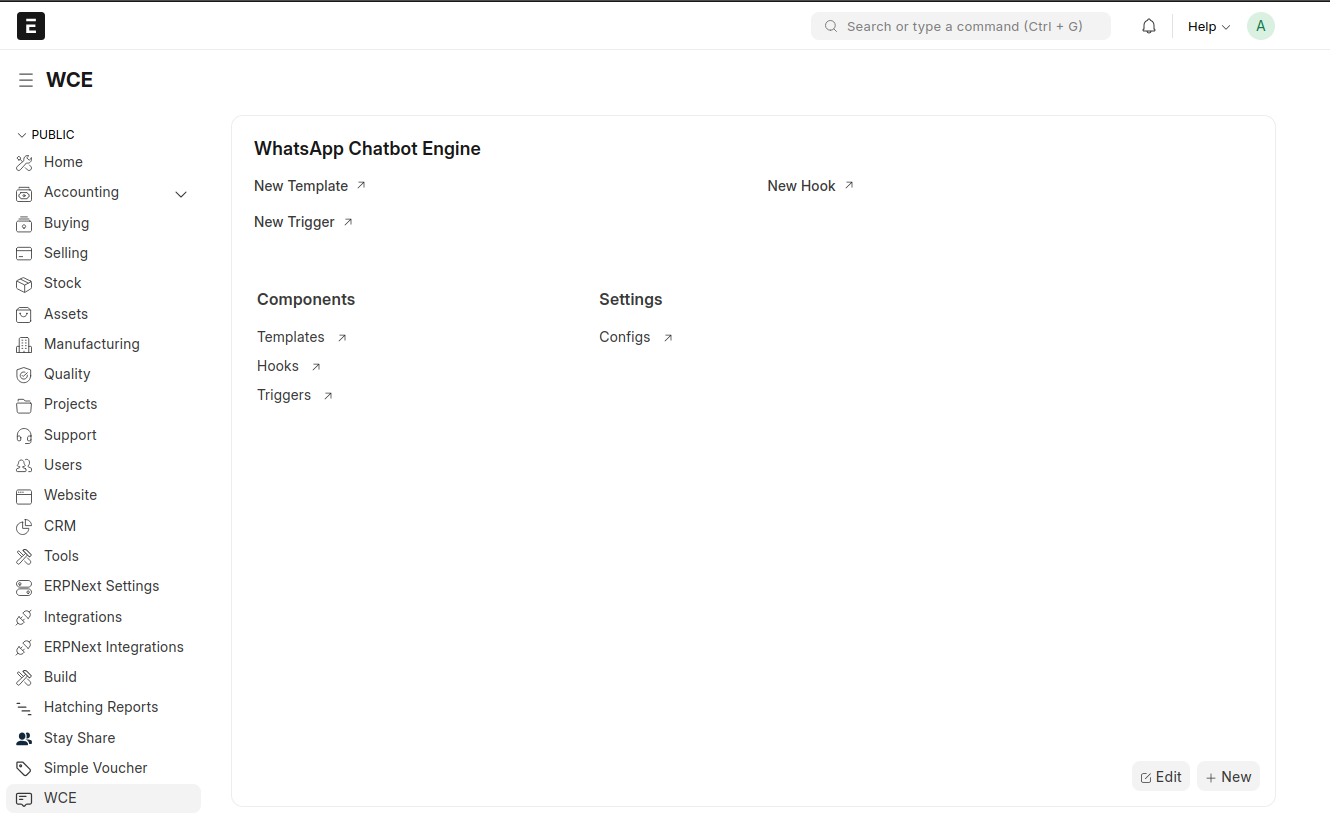 E
Search or type a command (Ctrl + G)
Help
A
WCE
PUBLIC
Home
Accounting
Buying
Selling
Stock
Assets
Manufacturing
Quality
Projects
Support
Users
Website
CRM
Tools
ERPNext Settings
Integrations
ERPNext Integrations
Build
Hatching Reports
Stay Share
Simple Voucher
WCE
WhatsApp Chatbot Engine
New Template
New Hook
New Trigger
Components
Templates
Hooks
Triggers
Settings
Configs
Edit
+ New